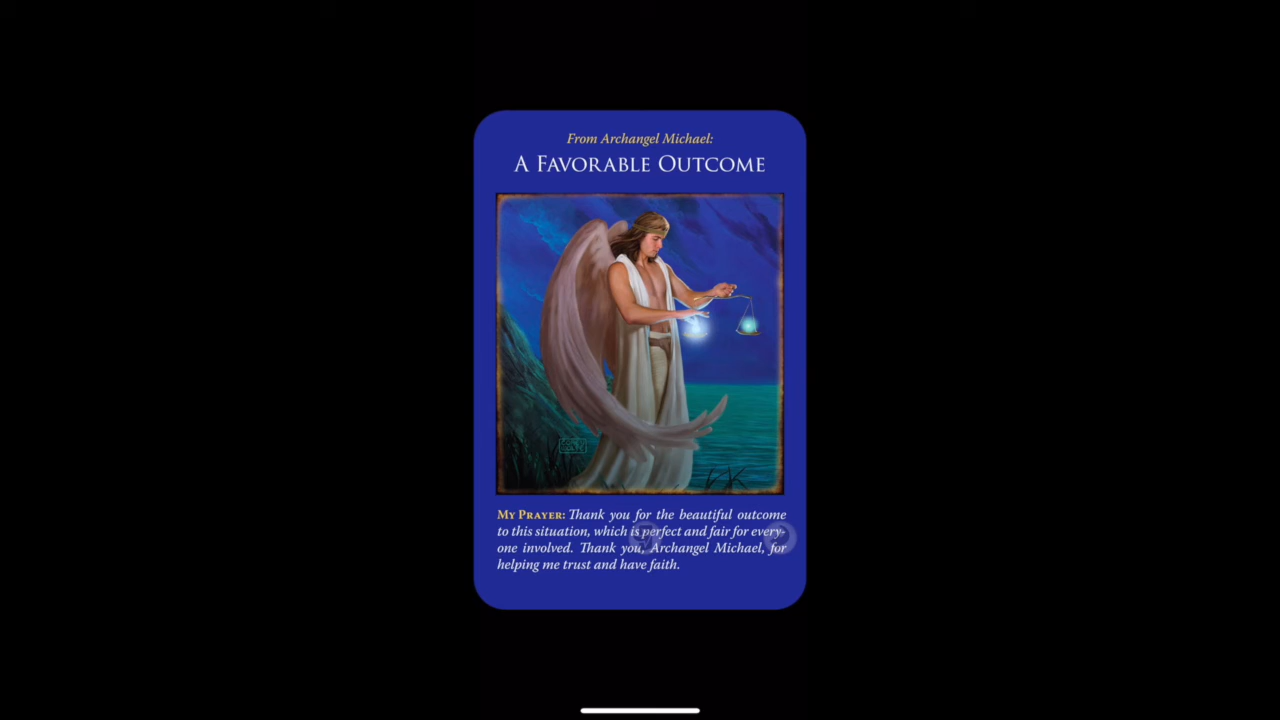 From Archangel Michael:
A Favorable Outcome
My Prayer: Thank you for the beautiful outcome
to this situation, which is perfect and fair for every-
one involved. Thank you, Archangel Michael, for
helping me trust and have faith.